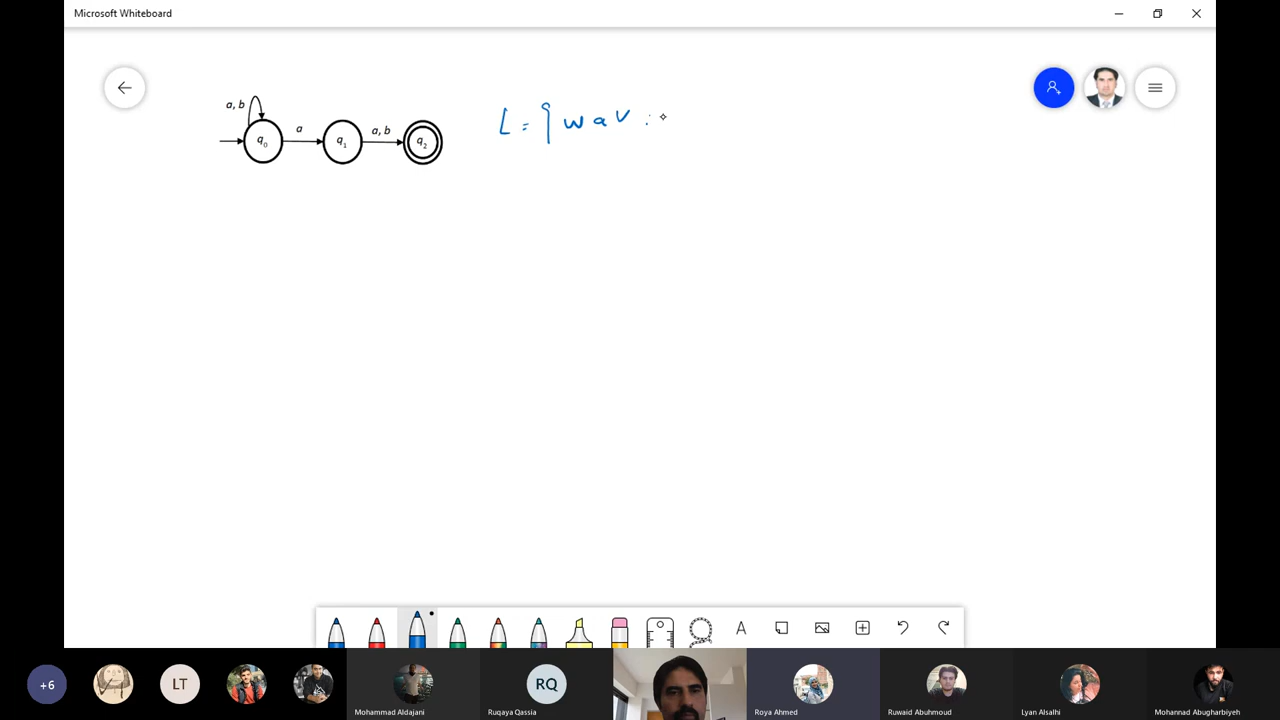 Microsoft Whiteboard
a, b
q0
a
q1
a, b
q2
L = { w a v :
A
+6
LT
RQ
Mohammad Aldajani
Ruqaya Qassia
Roya Ahmed
Ruwaid Abuhmoud
Lyan Alsalhi
Mohannad Abugharbiyeh